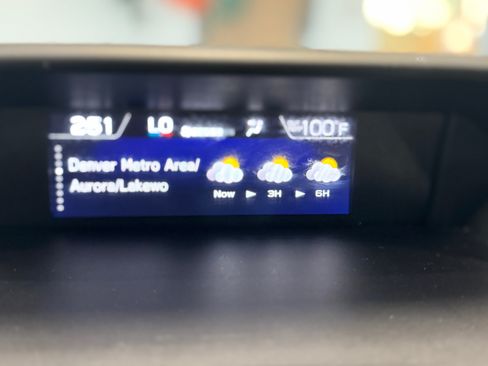 251 LO 100°F
Denver Metro Area/
Aurora/Lakewo
Now 3H 6H